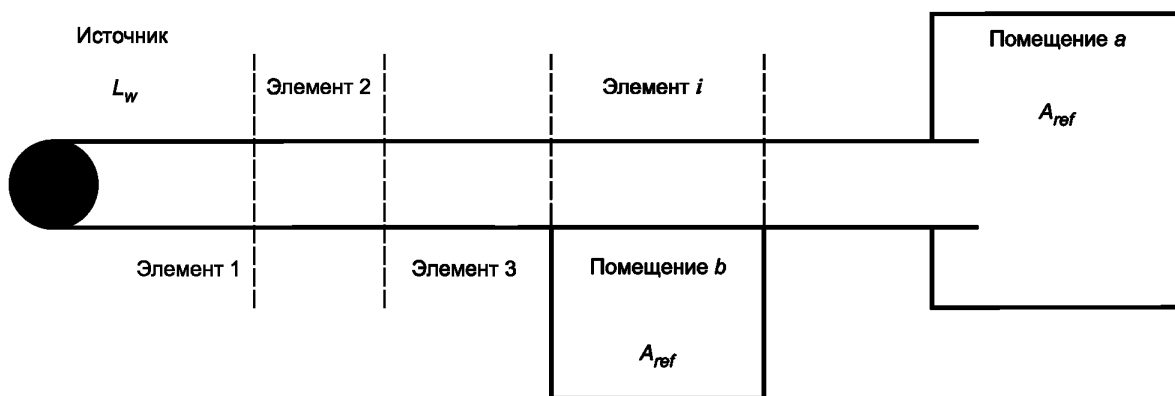 Источник
Помещение a
L_W
Элемент 2
Элемент i
A_ref
Элемент 1
Элемент 3
Помещение b
A_ref